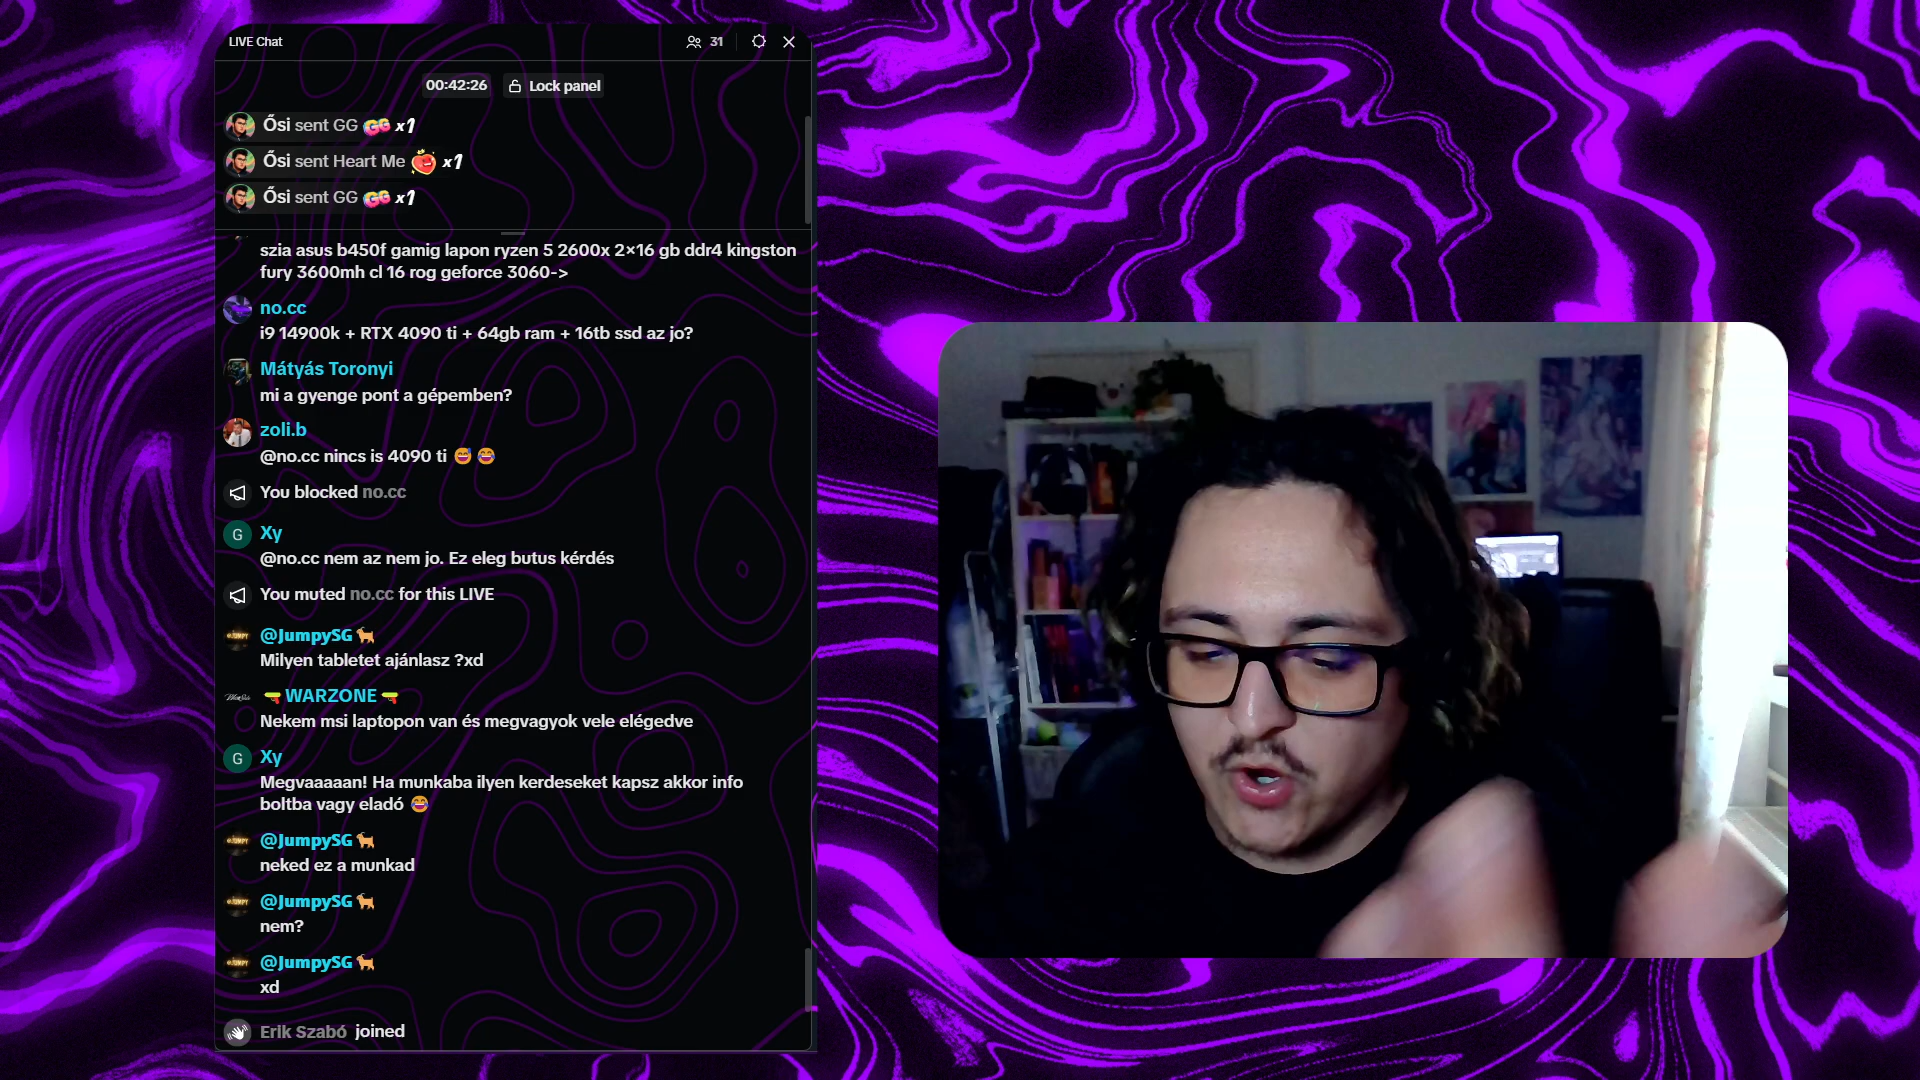 LIVE Chat
31
00:42:26
Lock panel
Ősi sent GG x1
Ősi sent Heart Me x1
Ősi sent GG x1
szia asus b450f gamig lapon ryzen 5 2600x 2×16 gb ddr4 kingston
fury 3600mh cl 16 rog geforce 3060->
no.cc
i9 14900k + RTX 4090 ti + 64gb ram + 16tb ssd az jo?
Mátyás Toronyi
mi a gyenge pont a gépemben?
zoli.b
@no.cc nincs is 4090 ti 😅 😂
You blocked no.cc
G
Xy
@no.cc nem az nem jo. Ez eleg butus kérdés
You muted no.cc for this LIVE
@JumpySG🐕
Milyen tabletet ajánlasz ?xd
🔫WARZONE🔫
Nekem msi laptopon van és megvagyok vele elégedve
G
Xy
Megvaaaaan! Ha munkaba ilyen kerdeseket kapsz akkor info
boltba vagy eladó 😂
@JumpySG🐕
neked ez a munkad
@JumpySG🐕
nem?
@JumpySG🐕
xd
Erik Szabó joined